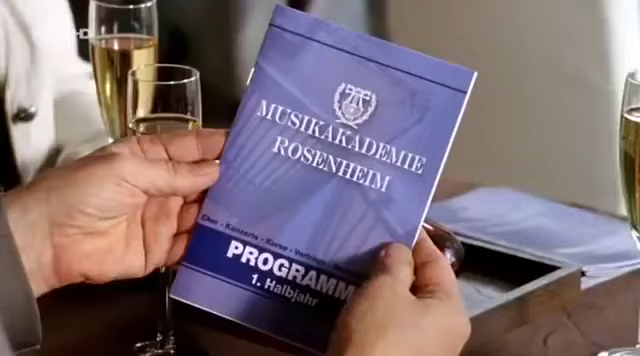 MUSIKAKADEMIE
ROSENHEIM
Chor - Konzerte - Kurse - Vorträge
PROGRAMM
1. Halbjahr